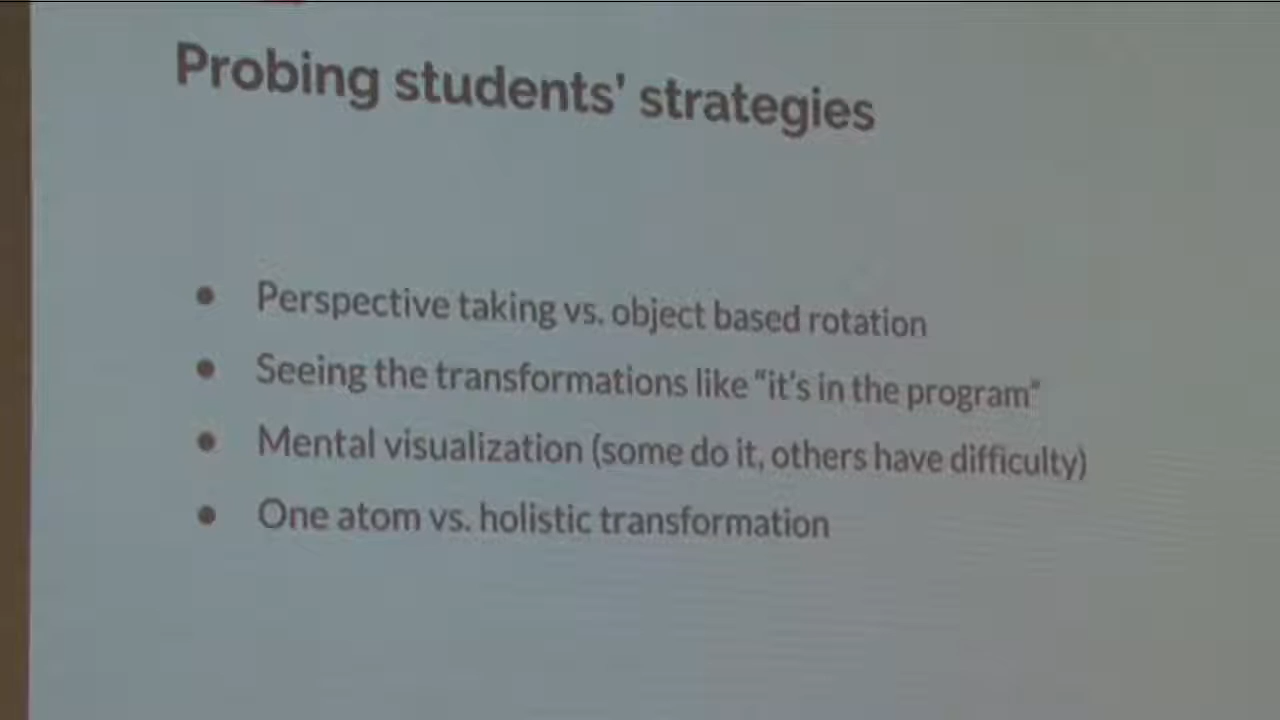 Probing students' strategies
● Perspective taking vs. object based rotation
● Seeing the transformations like "it's in the program"
● Mental visualization (some do it, others have difficulty)
● One atom vs. holistic transformation